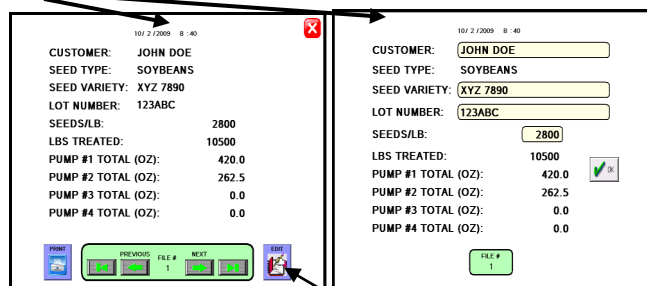 10/ 2 /2009 8 : 40
CUSTOMER: JOHN DOE
SEED TYPE: SOYBEANS
SEED VARIETY: XYZ 7890
LOT NUMBER: 123ABC
SEEDS/LB: 2800
LBS TREATED: 10500
PUMP #1 TOTAL (OZ): 420.0
PUMP #2 TOTAL (OZ): 262.5
PUMP #3 TOTAL (OZ): 0.0
PUMP #4 TOTAL (OZ): 0.0
PRINT
PREVIOUS FILE # NEXT
1
EDIT
10/ 2 /2009 8 : 40
CUSTOMER: JOHN DOE
SEED TYPE: SOYBEANS
SEED VARIETY: XYZ 7890
LOT NUMBER: 123ABC
SEEDS/LB: 2800
LBS TREATED: 10500
PUMP #1 TOTAL (OZ): 420.0
OK
PUMP #2 TOTAL (OZ): 262.5
PUMP #3 TOTAL (OZ): 0.0
PUMP #4 TOTAL (OZ): 0.0
FILE #
1